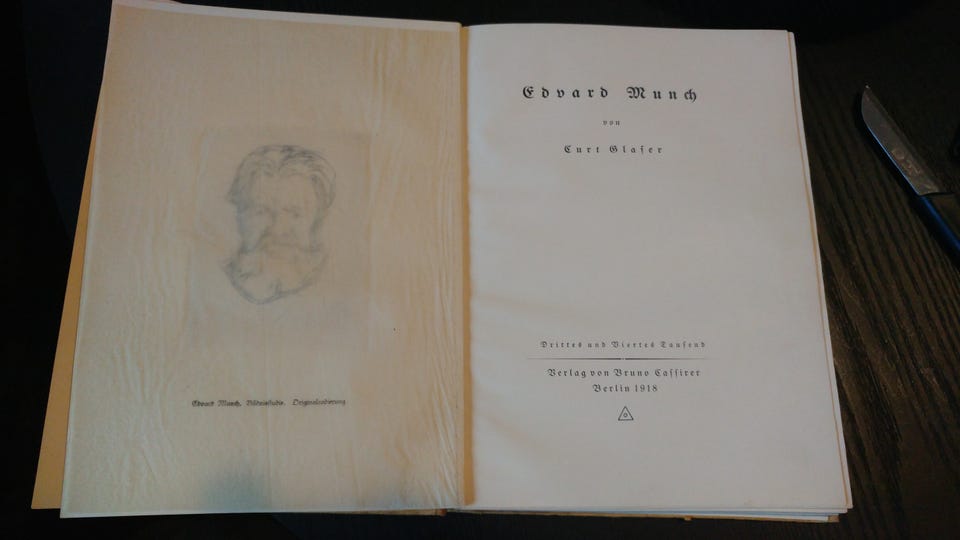 Edvard Munch, Bildnisstudie. Originalradierung.
Edvard Munch
von
Curt Glaſer
Drittes und Viertes Tauſend
Verlag von Bruno Caſſirer
Berlin 1918